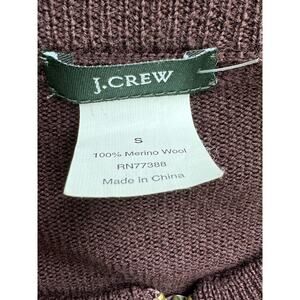 J.CREW
S
100% Merino Wool
RN77388
Made in China